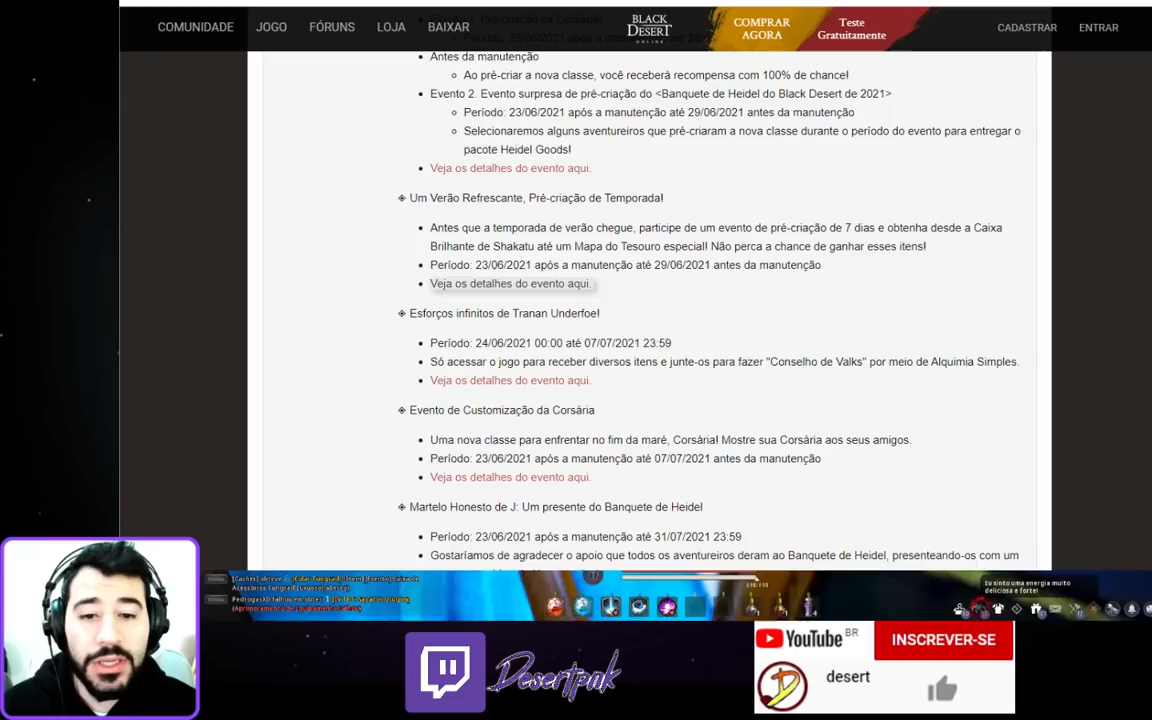 COMUNIDADE JOGO FÓRUNS LOJA BAIXAR BLACK DESERT ONLINE COMPRAR AGORA Teste Gratuitamente CADASTRAR ENTRAR
Antes da manutenção
Ao pré-criar a nova classe, você receberá recompensa com 100% de chance!
Evento 2. Evento surpresa de pré-criação do <Banquete de Heidel do Black Desert de 2021>
Período: 23/06/2021 após a manutenção até 29/06/2021 antes da manutenção
Selecionaremos alguns aventureiros que pré-criaram a nova classe durante o período do evento para entregar o
pacote Heidel Goods!
Veja os detalhes do evento aqui.
◈ Um Verão Refrescante, Pré-criação de Temporada!
Antes que a temporada de verão chegue, participe de um evento de pré-criação de 7 dias e obtenha desde a Caixa
Brilhante de Shakatu até um Mapa do Tesouro especial! Não perca a chance de ganhar esses itens!
Período: 23/06/2021 após a manutenção até 29/06/2021 antes da manutenção
Veja os detalhes do evento aqui.
◈ Esforços infinitos de Tranan Underfoe!
Período: 24/06/2021 00:00 até 07/07/2021 23:59
Só acessar o jogo para receber diversos itens e junte-os para fazer "Conselho de Valks" por meio de Alquimia Simples.
Veja os detalhes do evento aqui.
◈ Evento de Customização da Corsária
Uma nova classe para enfrentar no fim da maré, Corsária! Mostre sua Corsária aos seus amigos.
Período: 23/06/2021 após a manutenção até 07/07/2021 antes da manutenção
Veja os detalhes do evento aqui.
◈ Martelo Honesto de J: Um presente do Banquete de Heidel
Período: 23/06/2021 após a manutenção até 31/07/2021 23:59
Gostaríamos de agradecer o apoio que todos os aventureiros deram ao Banquete de Heidel, presenteando-os com um
Eu sinto uma energia muito
deliciosa e forte!
Desertpnk
YouTube BR INSCREVER-SE
desert